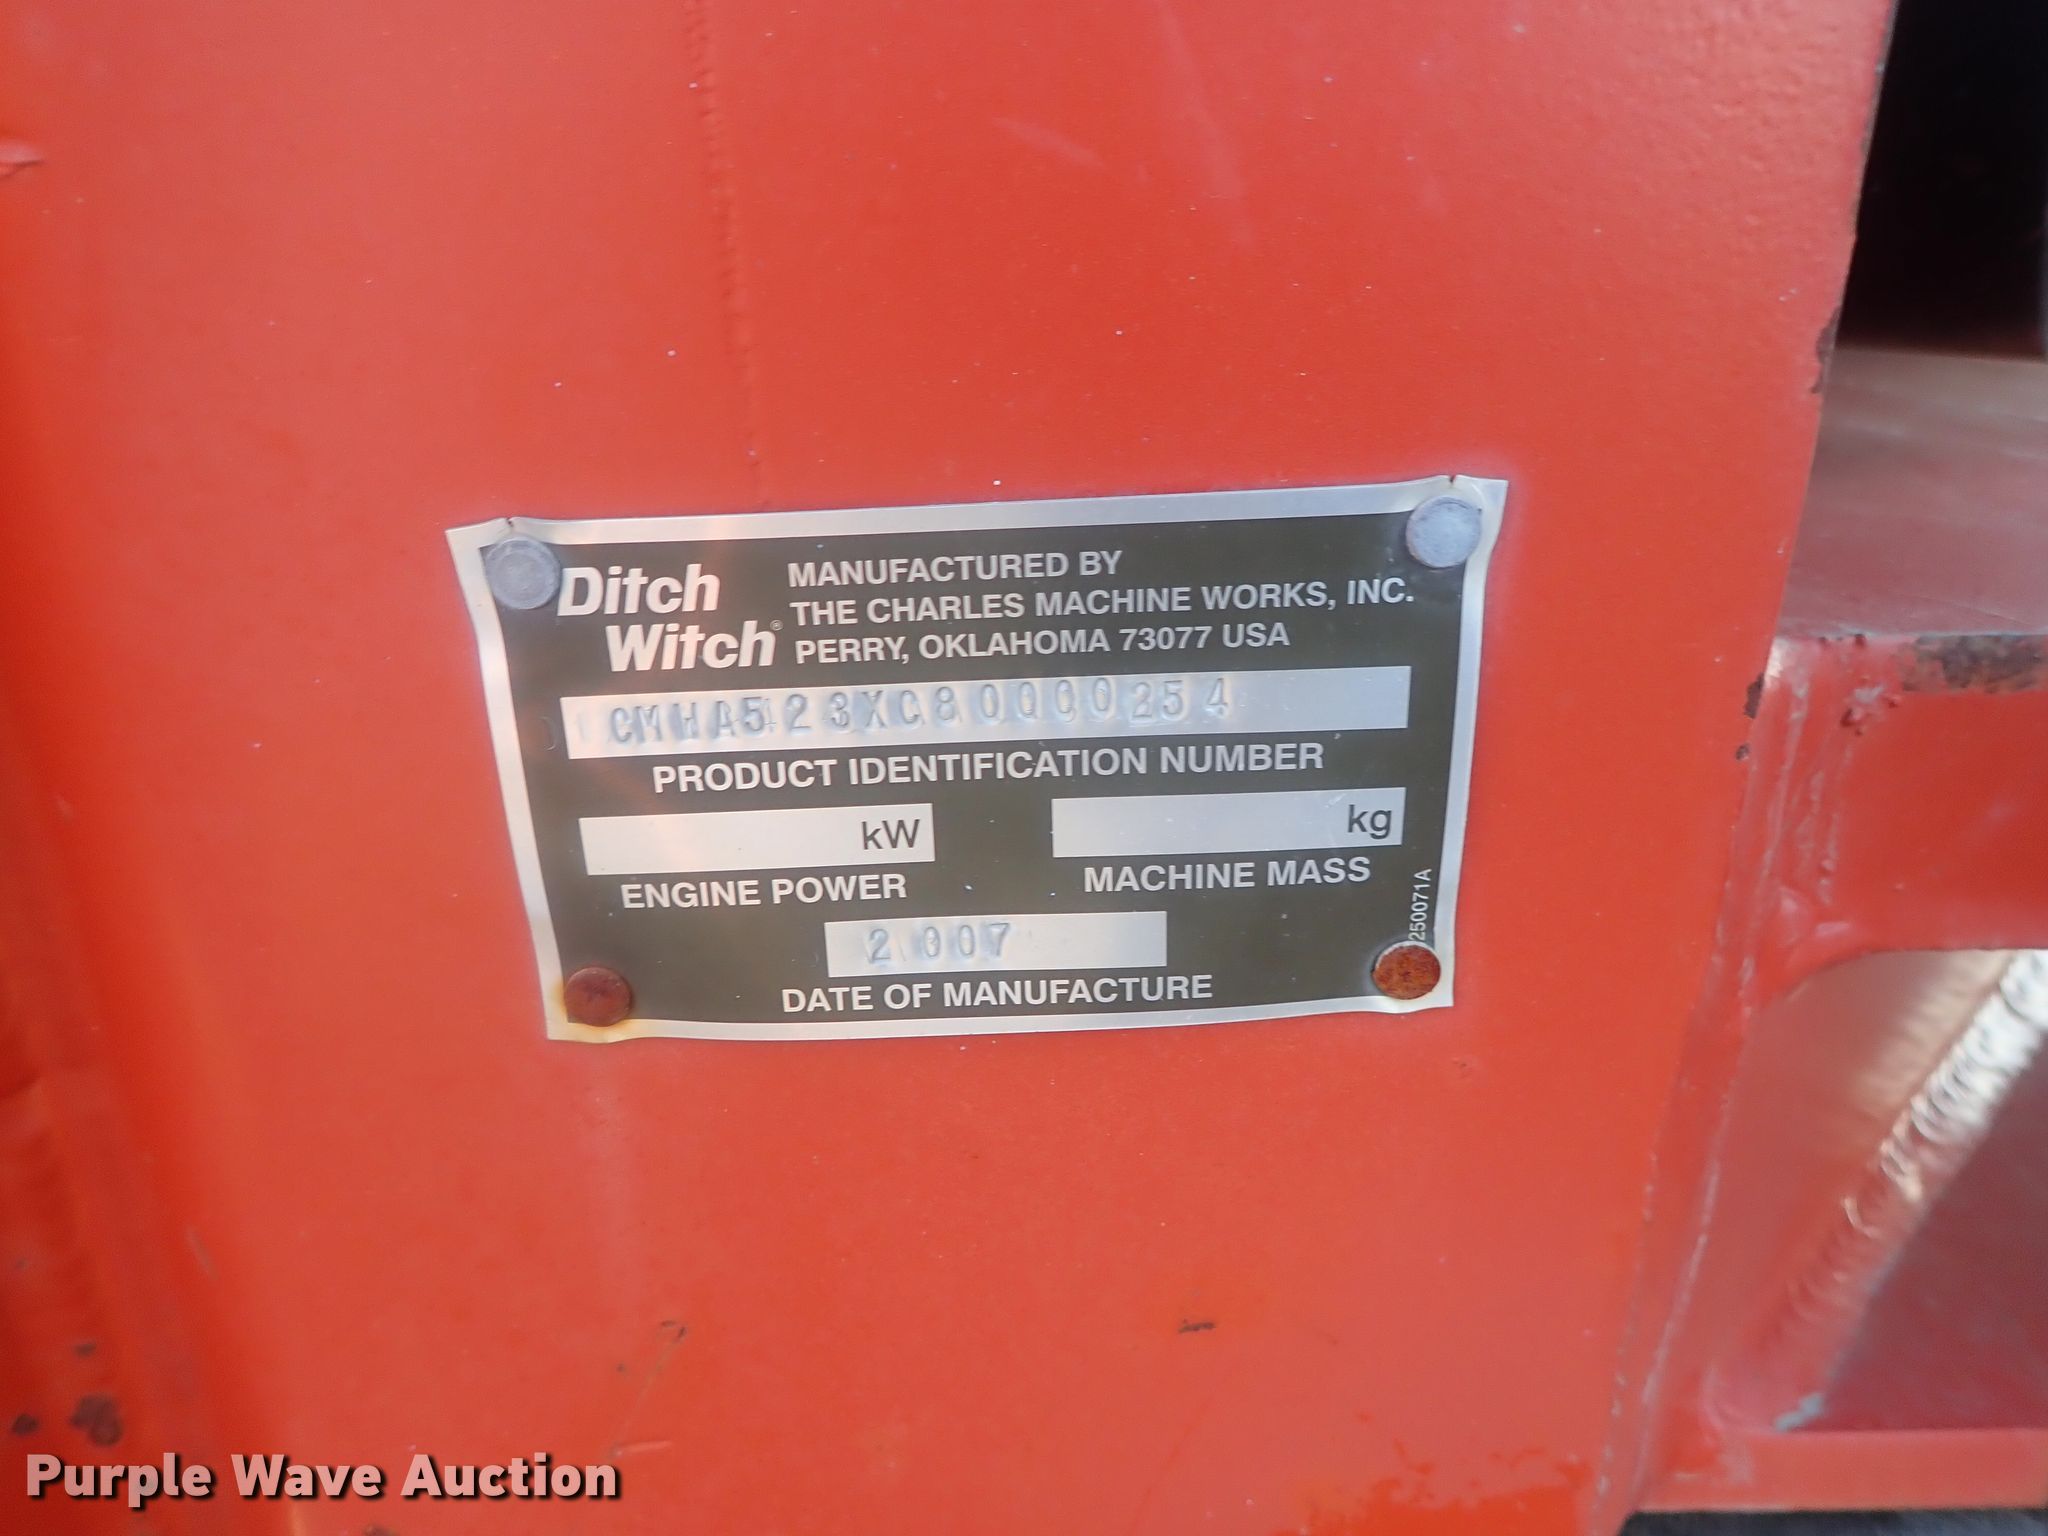 Ditch
Witch®
MANUFACTURED BY
THE CHARLES MACHINE WORKS, INC.
PERRY, OKLAHOMA 73077 USA
CMWA523XC80000254
PRODUCT IDENTIFICATION NUMBER
kW
ENGINE POWER
kg
MACHINE MASS
250071A
2007
DATE OF MANUFACTURE
Purple Wave Auction